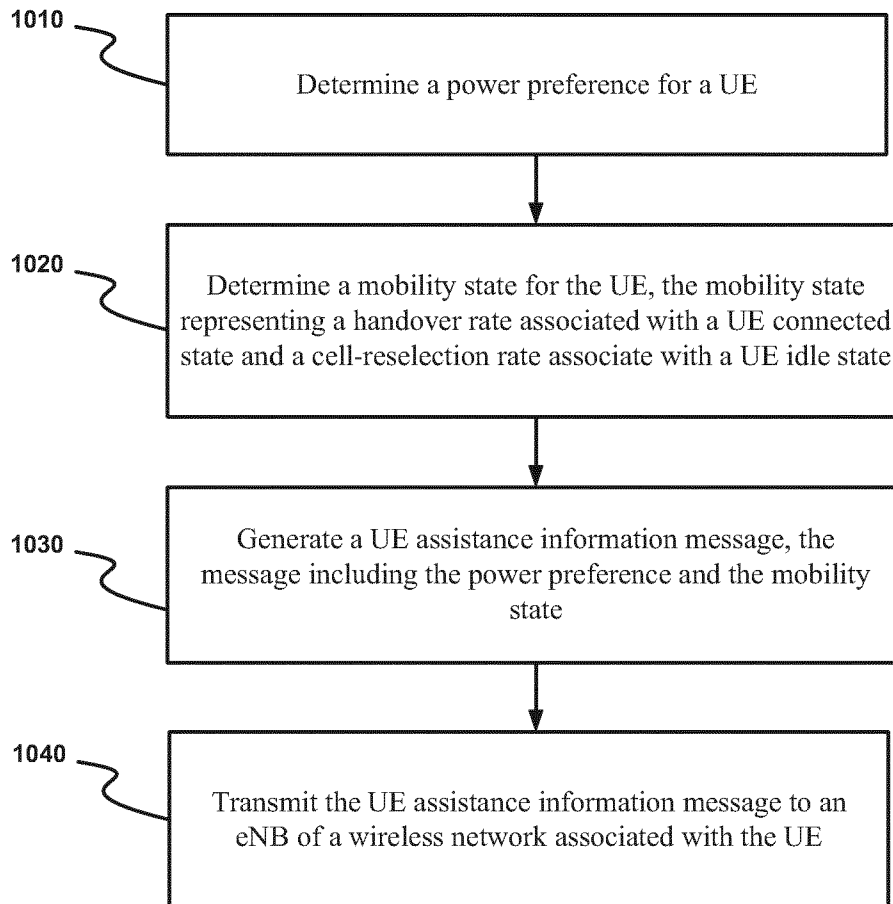 1010
Determine a power preference for a UE
1020
Determine a mobility state for the UE, the mobility state
representing a handover rate associated with a UE connected
state and a cell-reselection rate associate with a UE idle state
1030
Generate a UE assistance information message, the
message including the power preference and the mobility
state
1040
Transmit the UE assistance information message to an
eNB of a wireless network associated with the UE